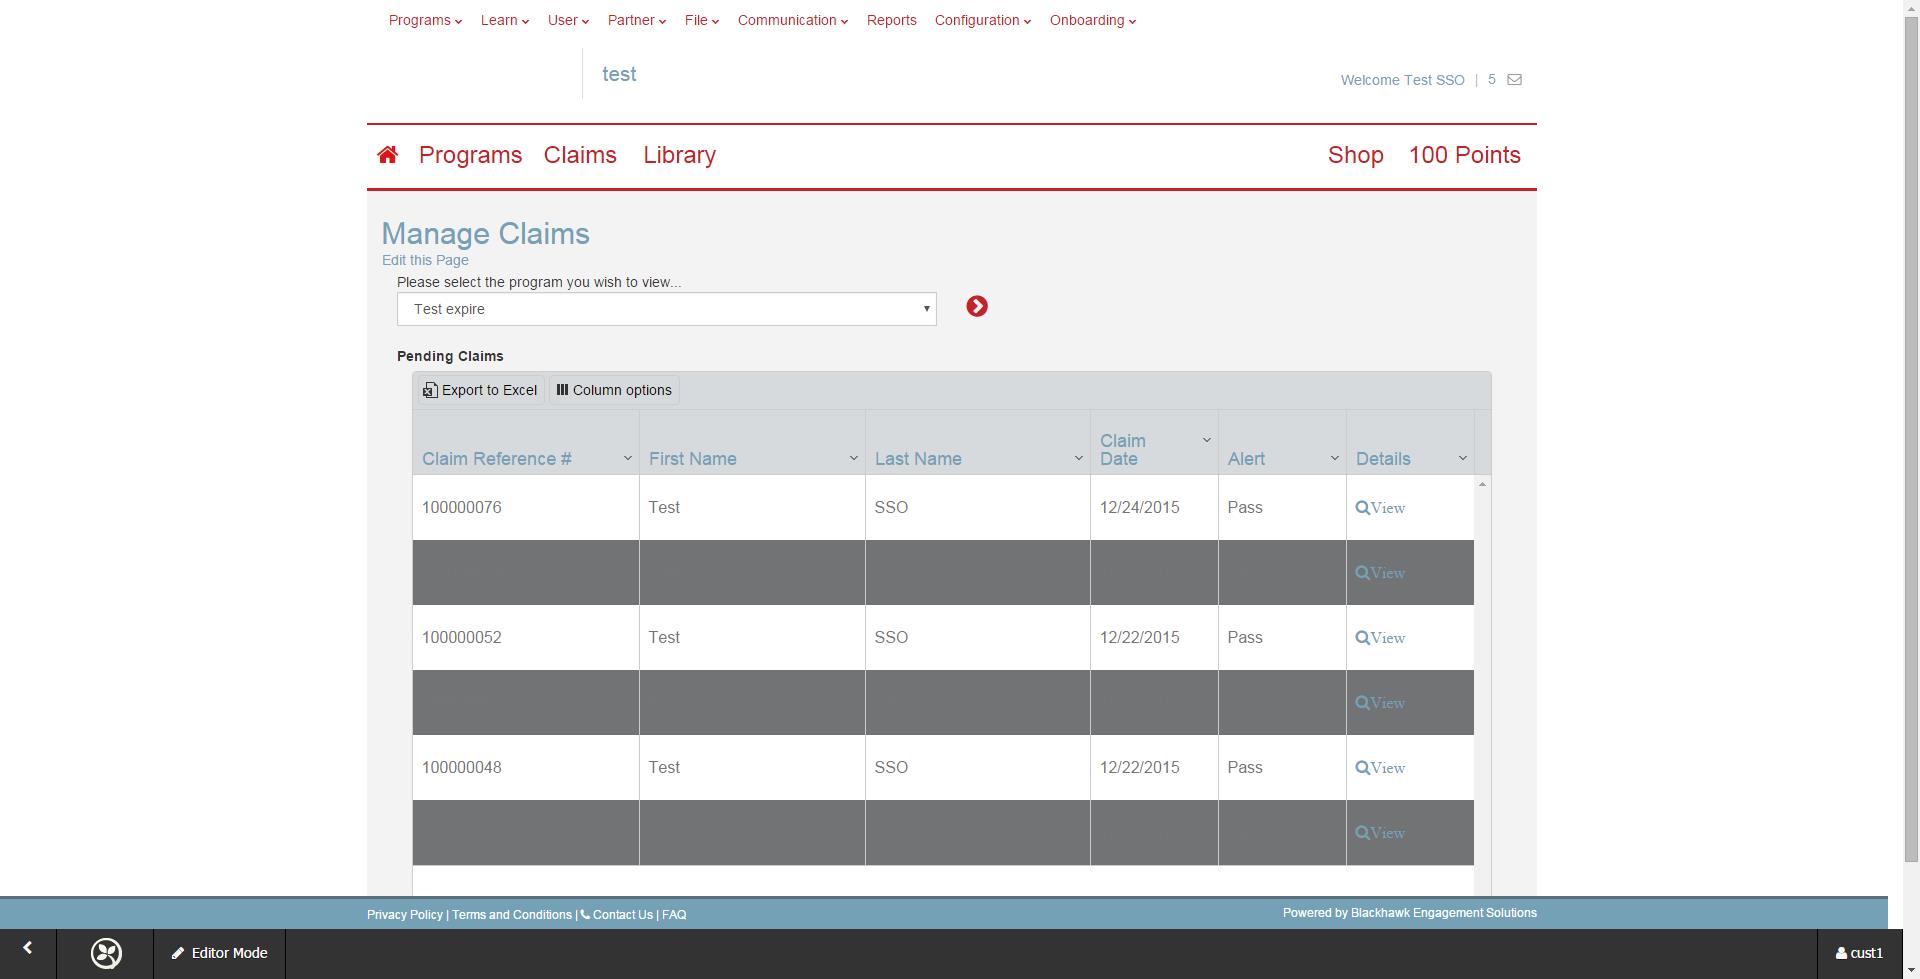 Programs Learn User Partner File Communication Reports Configuration Onboarding
test
Welcome Test SSO | 5
Programs Claims Library Shop 100 Points
Manage Claims
Edit this Page
Please select the program you wish to view...
Test expire
Pending Claims
Export to Excel Column options
Claim Reference # First Name Last Name Claim Date Alert Details
100000076 Test SSO 12/24/2015 Pass View
View
100000052 Test SSO 12/22/2015 Pass View
View
100000048 Test SSO 12/22/2015 Pass View
View
Privacy Policy | Terms and Conditions | Contact Us | FAQ
Powered by Blackhawk Engagement Solutions
Editor Mode
cust1